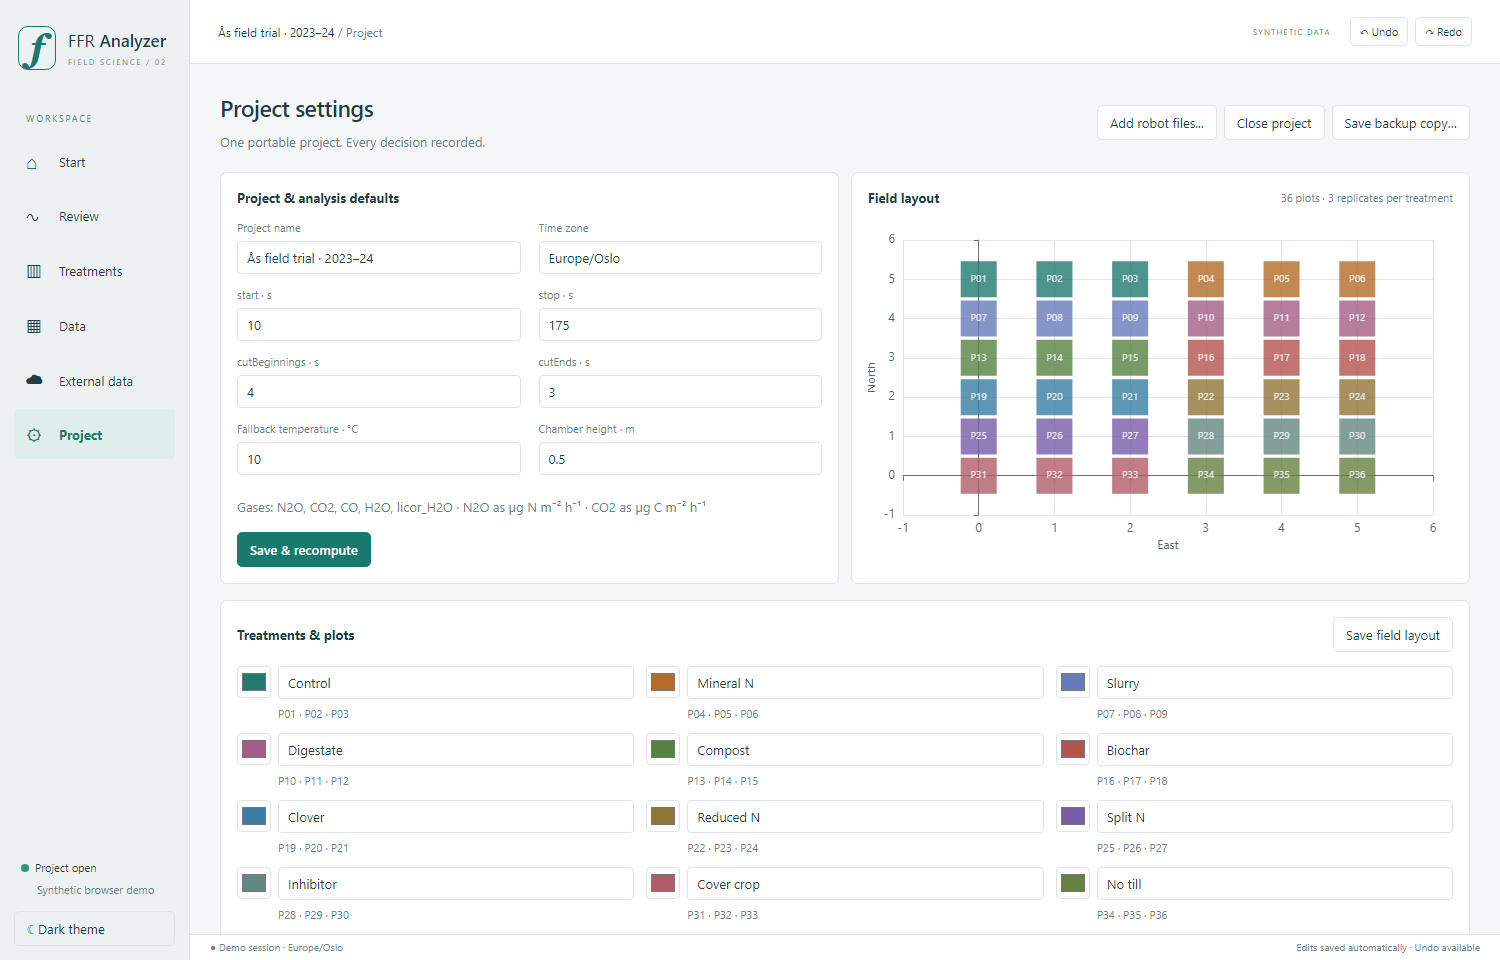 FFR Analyzer
FIELD SCIENCE / 02
WORKSPACE
Start
Review
Treatments
Data
External data
Project
Project open
Synthetic browser demo
☾ Dark theme
Ås field trial · 2023–24 / Project
SYNTHETIC DATA
↶ Undo
↷ Redo
Project settings
One portable project. Every decision recorded.
Add robot files...
Close project
Save backup copy...
Project & analysis defaults
Project name
Time zone
Ås field trial · 2023–24
Europe/Oslo
start · s
stop · s
10
175
cutBeginnings · s
cutEnds · s
4
3
Fallback temperature · °C
Chamber height · m
10
0.5
Gases: N2O, CO2, CO, H2O, licor_H2O · N2O as µg N m⁻² h⁻¹ · CO2 as µg C m⁻² h⁻¹
Save & recompute
Field layout
36 plots · 3 replicates per treatment
6
5
4
3
2
1
0
-1
North
P01 P02 P03 P04 P05 P06
P07 P08 P09 P10 P11 P12
P13 P14 P15 P16 P17 P18
P19 P20 P21 P22 P23 P24
P25 P26 P27 P28 P29 P30
P31 P32 P33 P34 P35 P36
-1 0 1 2 3 4 5 6
East
Treatments & plots
Save field layout
Control
Mineral N
Slurry
P01 · P02 · P03
P04 · P05 · P06
P07 · P08 · P09
Digestate
Compost
Biochar
P10 · P11 · P12
P13 · P14 · P15
P16 · P17 · P18
Clover
Reduced N
Split N
P19 · P20 · P21
P22 · P23 · P24
P25 · P26 · P27
Inhibitor
Cover crop
No till
P28 · P29 · P30
P31 · P32 · P33
P34 · P35 · P36
● Demo session · Europe/Oslo
Edits saved automatically · Undo available